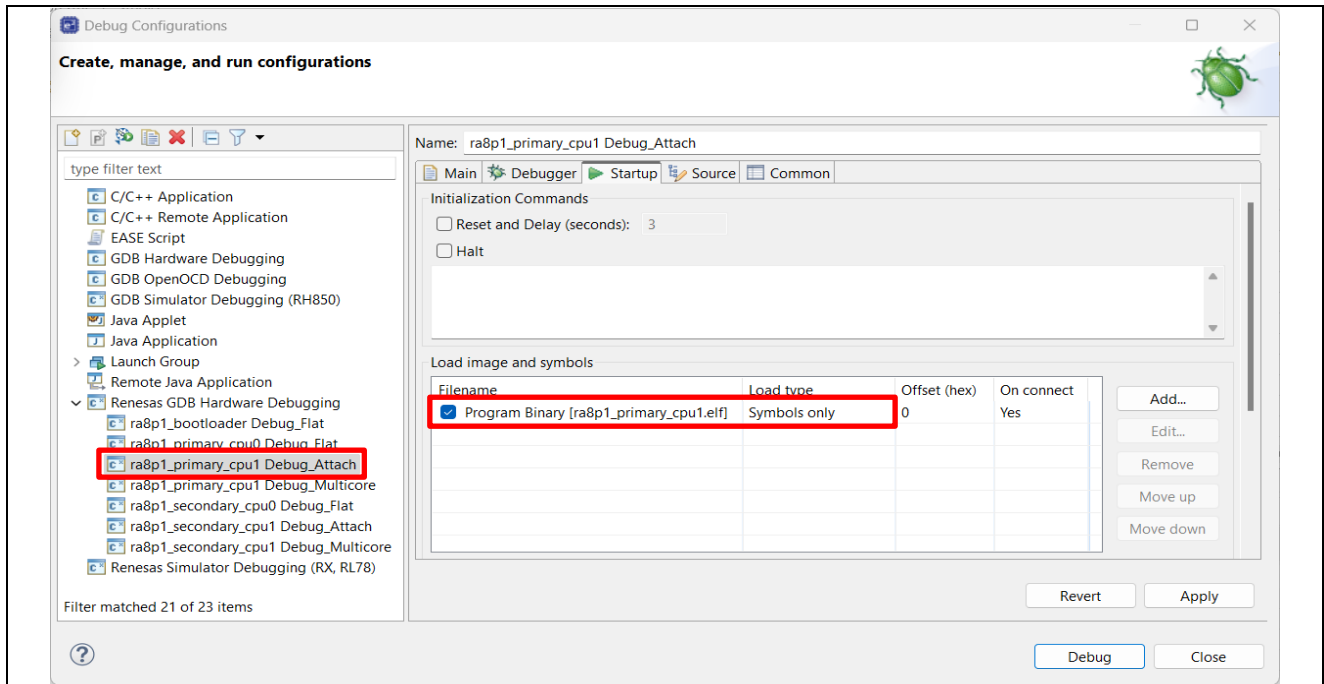 Debug Configurations
Create, manage, and run configurations
type filter text
C/C++ Application
C/C++ Remote Application
EASE Script
GDB Hardware Debugging
GDB OpenOCD Debugging
GDB Simulator Debugging (RH850)
Java Applet
Java Application
Launch Group
Remote Java Application
Renesas GDB Hardware Debugging
ra8p1_bootloader Debug_Flat
ra8p1_primary_cpu0 Debug_Flat
ra8p1_primary_cpu1 Debug_Attach
ra8p1_primary_cpu1 Debug_Multicore
ra8p1_secondary_cpu0 Debug_Flat
ra8p1_secondary_cpu1 Debug_Attach
ra8p1_secondary_cpu1 Debug_Multicore
Renesas Simulator Debugging (RX, RL78)
Filter matched 21 of 23 items
Name: ra8p1_primary_cpu1 Debug_Attach
Main Debugger Startup Source Common
Initialization Commands
Reset and Delay (seconds): 3
Halt
Load image and symbols
Filename Load type Offset (hex) On connect
Program Binary [ra8p1_primary_cpu1.elf] Symbols only 0 Yes
Add...
Edit...
Remove
Move up
Move down
Revert Apply
Debug Close